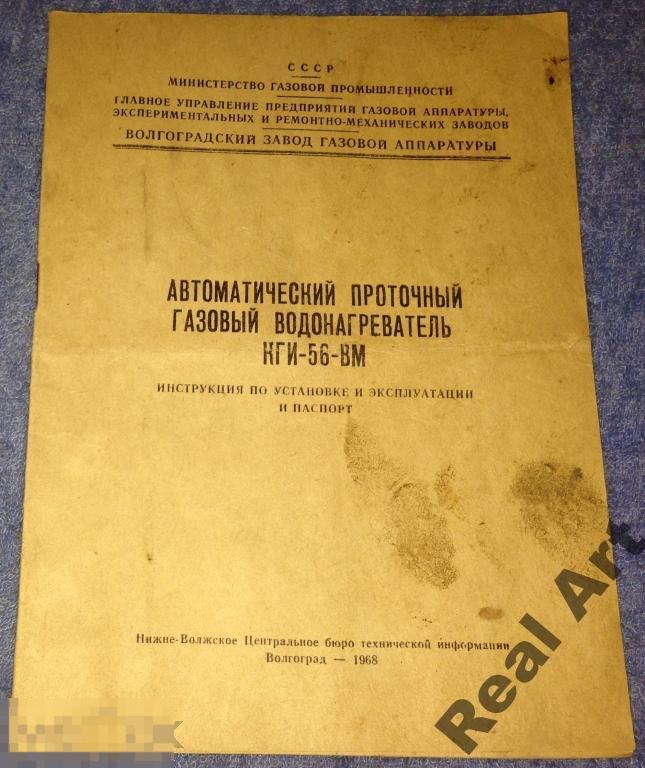 СССР
МИНИСТЕРСТВО ГАЗОВОЙ ПРОМЫШЛЕННОСТИ
ГЛАВНОЕ УПРАВЛЕНИЕ ПРЕДПРИЯТИЙ ГАЗОВОЙ АППАРАТУРЫ,
ЭКСПЕРИМЕНТАЛЬНЫХ И РЕМОНТНО-МЕХАНИЧЕСКИХ ЗАВОДОВ
ВОЛГОГРАДСКИЙ ЗАВОД ГАЗОВОЙ АППАРАТУРЫ
АВТОМАТИЧЕСКИЙ ПРОТОЧНЫЙ
ГАЗОВЫЙ ВОДОНАГРЕВАТЕЛЬ
КГИ-56-ВМ
ИНСТРУКЦИЯ ПО УСТАНОВКЕ И ЭКСПЛУАТАЦИИ
И ПАСПОРТ
Нижне-Волжское Центральное бюро технической информации
Волгоград — 1968
Real Art